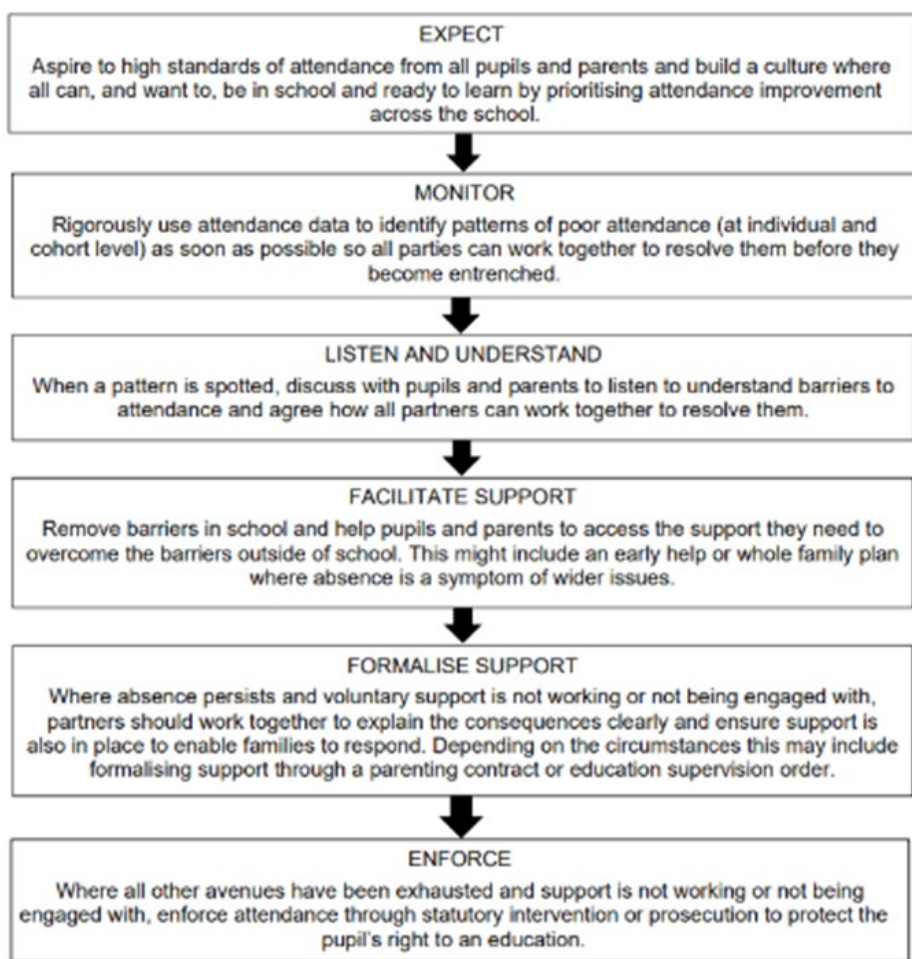 EXPECT
Aspire to high standards of attendance from all pupils and parents and build a culture where
all can, and want to, be in school and ready to learn by prioritising attendance improvement
across the school.
MONITOR
Rigorously use attendance data to identify patterns of poor attendance (at individual and
cohort level) as soon as possible so all parties can work together to resolve them before they
become entrenched.
LISTEN AND UNDERSTAND
When a pattern is spotted, discuss with pupils and parents to listen to understand barriers to
attendance and agree how all partners can work together to resolve them.
FACILITATE SUPPORT
Remove barriers in school and help pupils and parents to access the support they need to
overcome the barriers outside of school. This might include an early help or whole family plan
where absence is a symptom of wider issues.
FORMALISE SUPPORT
Where absence persists and voluntary support is not working or not being engaged with,
partners should work together to explain the consequences clearly and ensure support is
also in place to enable families to respond. Depending on the circumstances this may include
formalising support through a parenting contract or education supervision order.
ENFORCE
Where all other avenues have been exhausted and support is not working or not being
engaged with, enforce attendance through statutory intervention or prosecution to protect the
pupil's right to an education.